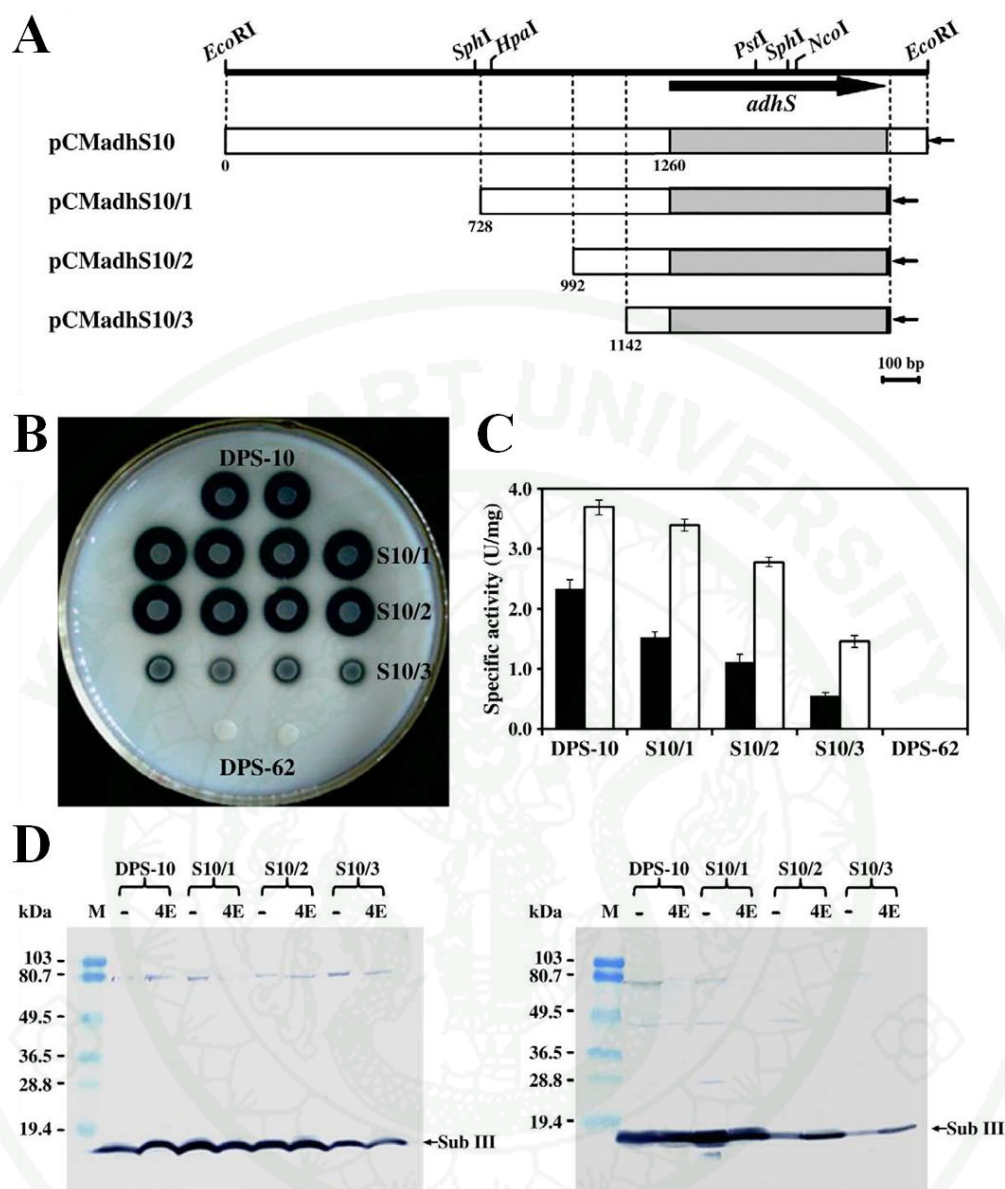 A
EcoRI SphI HpaI PstI SphI NcoI EcoRI
adhS
pCMadhS10
0 1260
pCMadhS10/1
728
pCMadhS10/2
992
pCMadhS10/3
1142
100 bp
B
DPS-10
S10/1
S10/2
S10/3
DPS-62
C
Specific activity (U/mg)
4.0
3.0
2.0
1.0
0.0
DPS-10 S10/1 S10/2 S10/3 DPS-62
D
DPS-10 S10/1 S10/2 S10/3
kDa M - 4E - 4E - 4E - 4E
103
80.7
49.5
36.5
28.8
19.4
←Sub III
DPS-10 S10/1 S10/2 S10/3
kDa M - 4E - 4E - 4E - 4E
103
80.7
49.5
36.5
28.8
19.4
←Sub III
ART UNIVERSITY